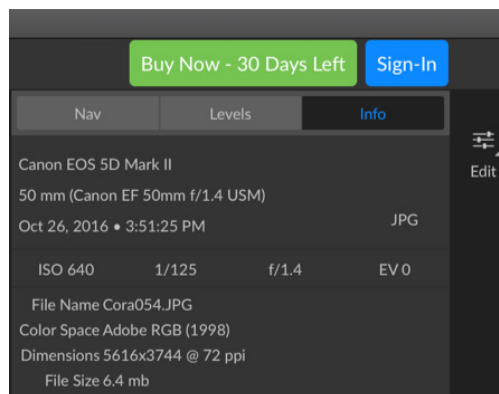 Buy Now - 30 Days Left Sign-In
Nav Levels Info
Edit
Canon EOS 5D Mark II
50 mm (Canon EF 50mm f/1.4 USM)
Oct 26, 2016 • 3:51:25 PM JPG
ISO 640 1/125 f/1.4 EV 0
File Name Cora054.JPG
Color Space Adobe RGB (1998)
Dimensions 5616x3744 @ 72 ppi
File Size 6.4 mb